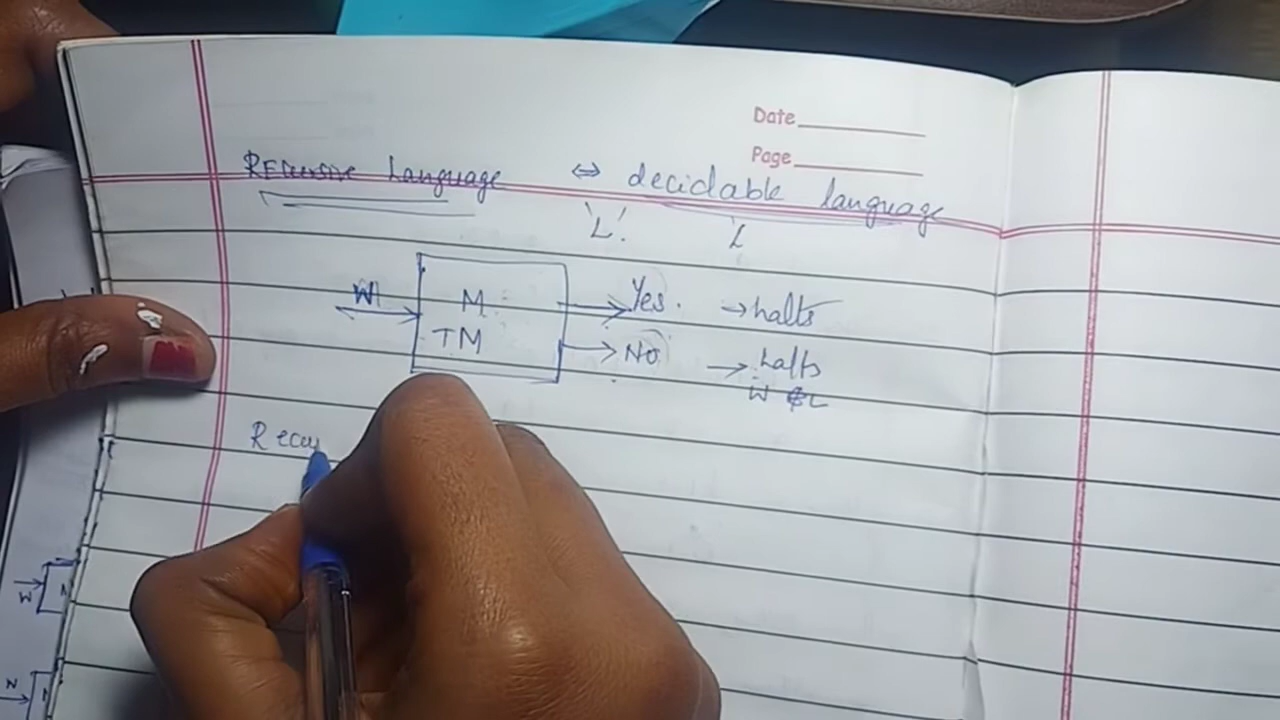 Date
Page
RECursive Language ⇔ decidable language
'L'. L
W M → Yes. → halts
TM → No → halts
W ∉ L
Recu